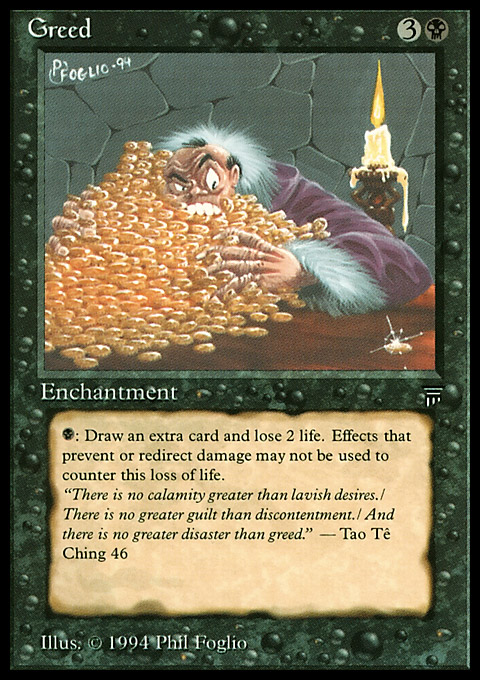 Greed 3
PFOGLIO-94
Enchantment
: Draw an extra card and lose 2 life. Effects that
prevent or redirect damage may not be used to
counter this loss of life.
“There is no calamity greater than lavish desires./
There is no greater guilt than discontentment./ And
there is no greater disaster than greed.” — Tao Tê
Ching 46
Illus. © 1994 Phil Foglio